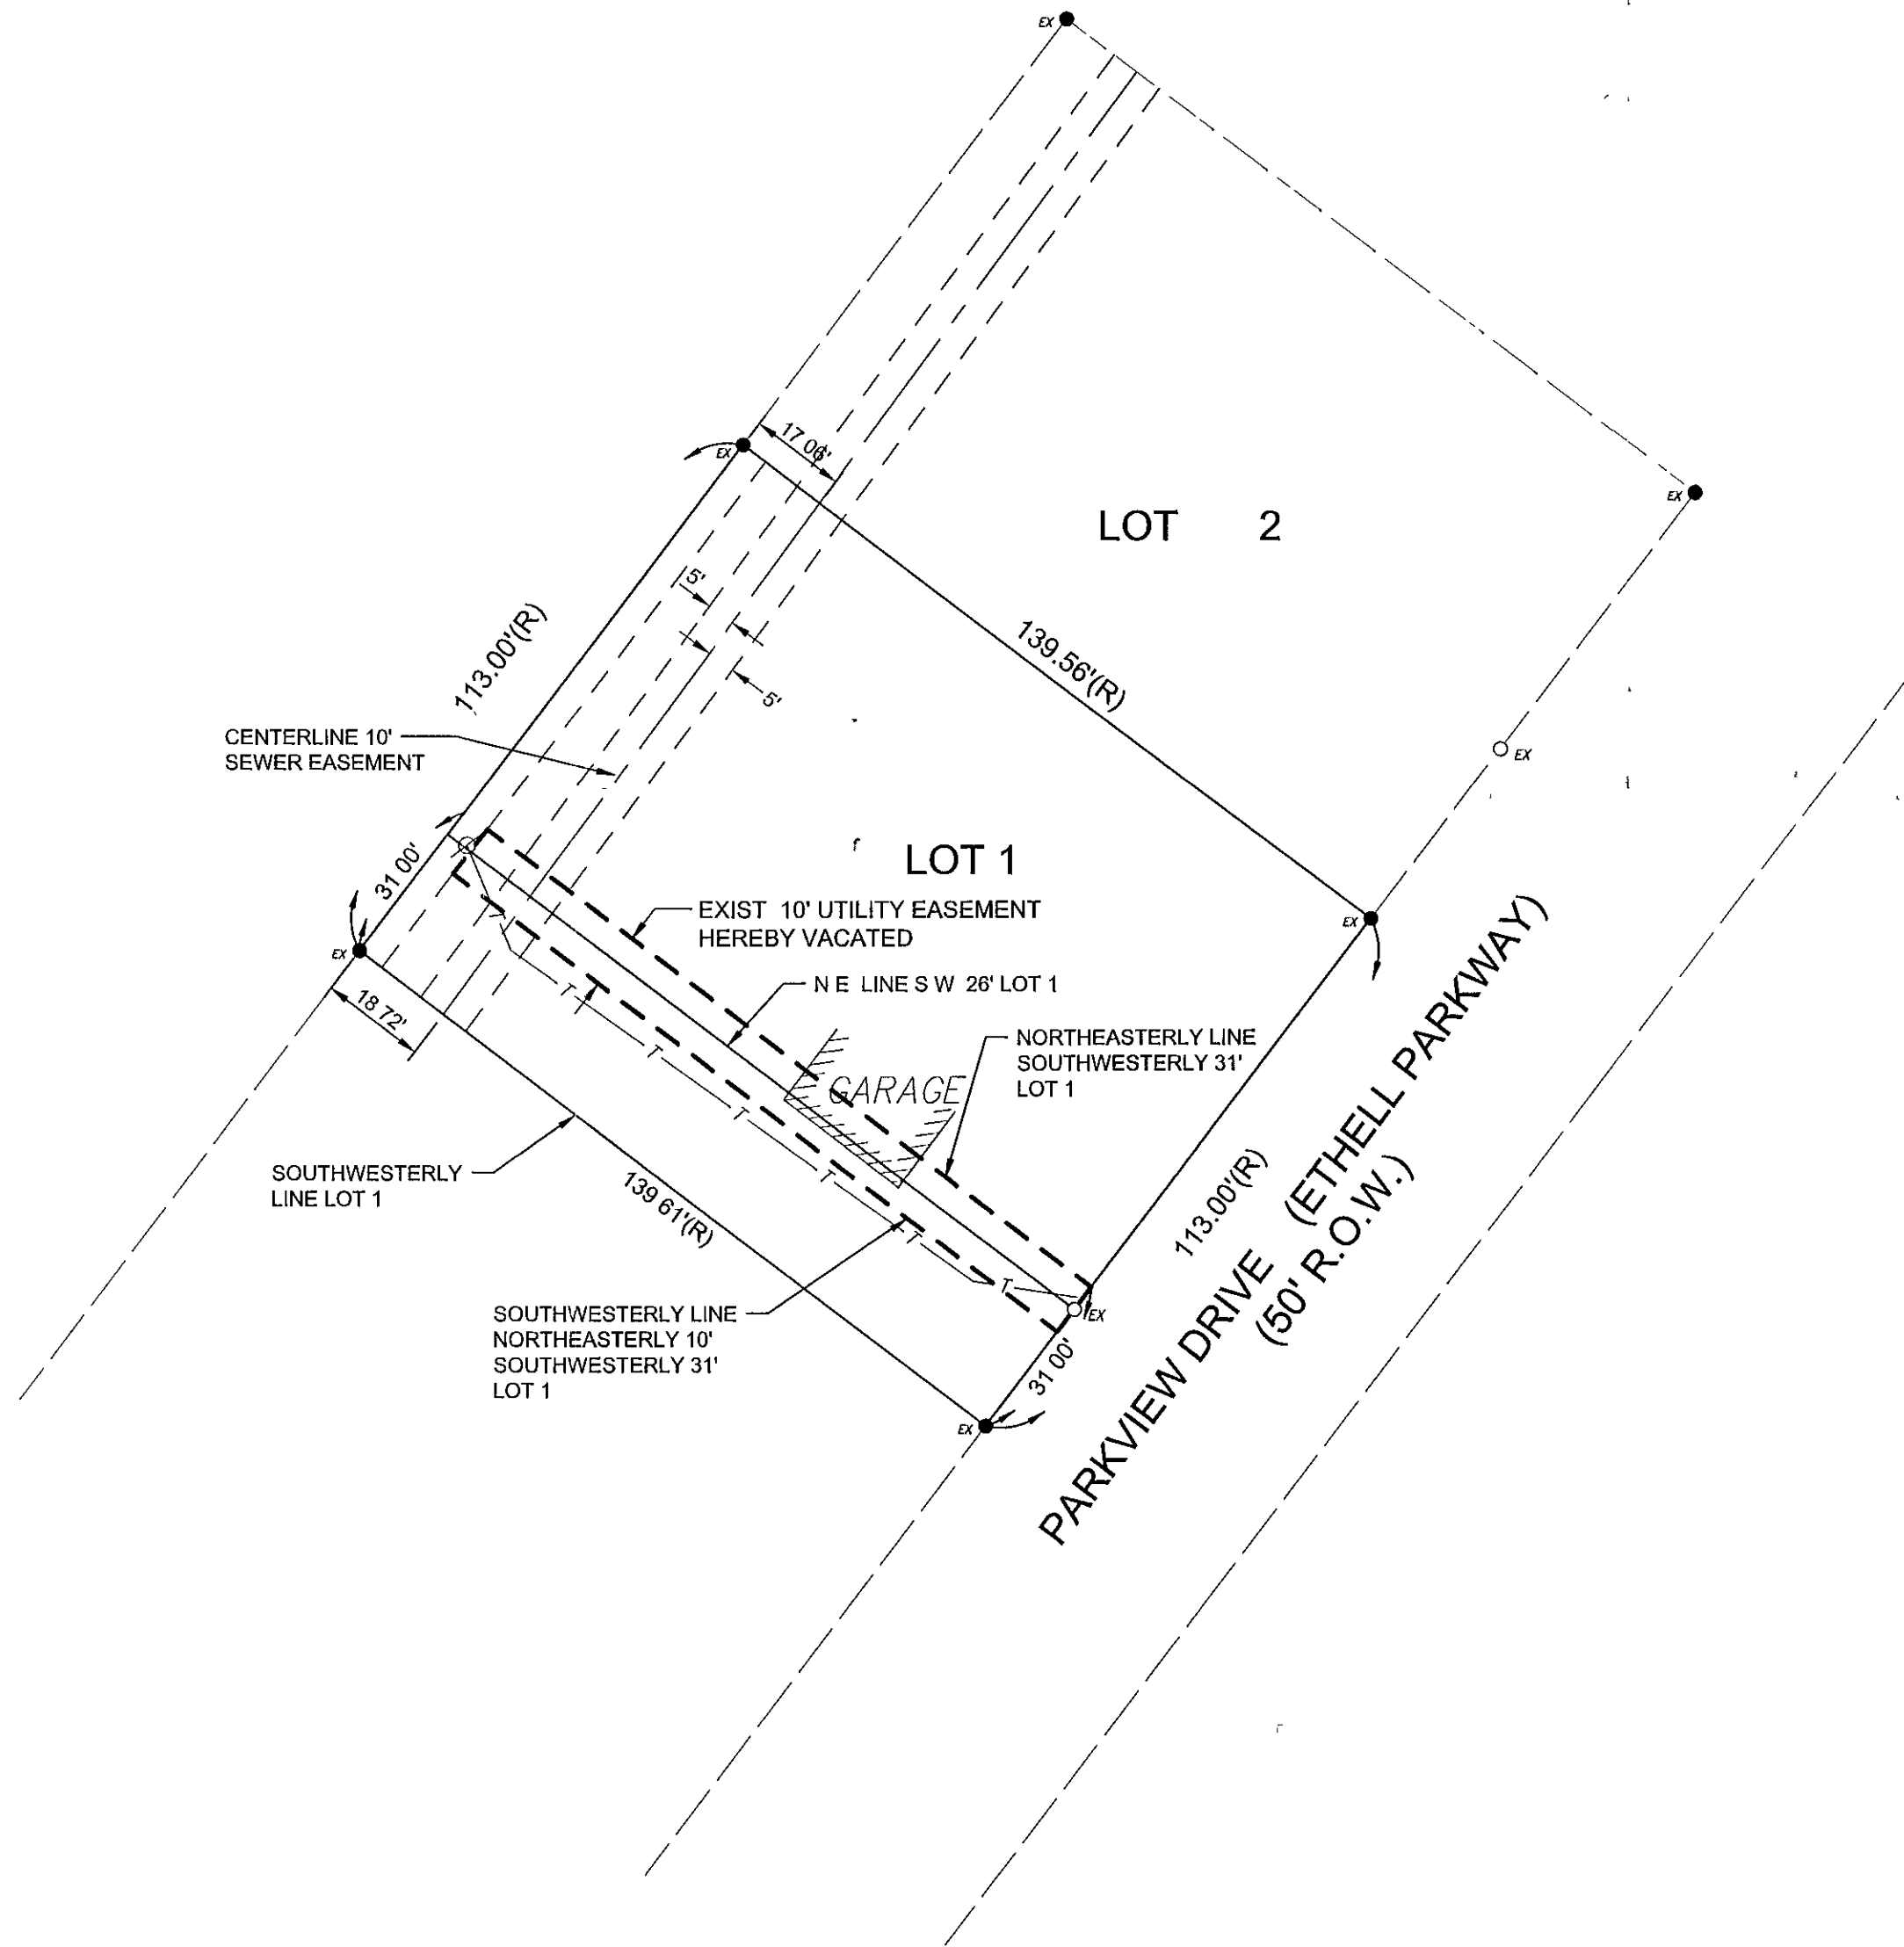 EX
17 06'
EX
EX
LOT 2
5'
113.00'(R)
139.56'(R)
5'
CENTERLINE 10'
SEWER EASEMENT
EX
LOT 1
31 00'
EX
EXIST 10' UTILITY EASEMENT
HEREBY VACATED
EX
N E LINE S W 26' LOT 1
18 72'
T
T
T
T
T
T
T
GARAGE
NORTHEASTERLY LINE
SOUTHWESTERLY 31'
LOT 1
SOUTHWESTERLY
LINE LOT 1
139 61'(R)
113.00'(R)
PARKVIEW DRIVE (ETHELL PARKWAY)
(50' R.O.W.)
SOUTHWESTERLY LINE
NORTHEASTERLY 10'
SOUTHWESTERLY 31'
LOT 1
EX
31 00'
EX